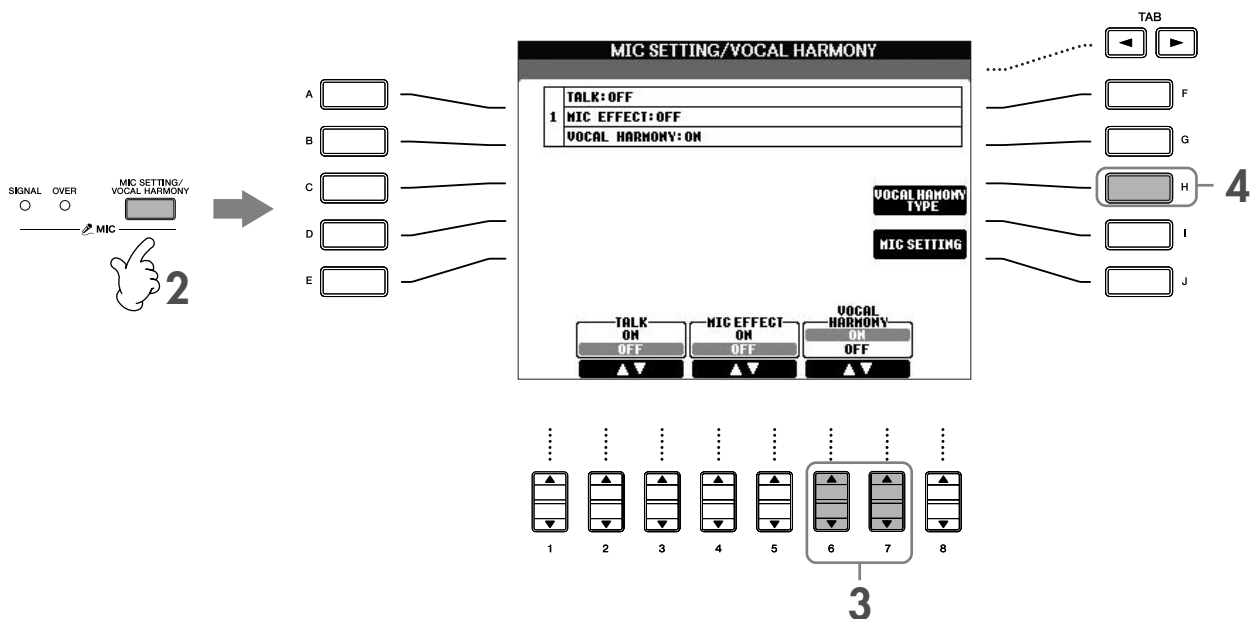 TAB
MIC SETTING/VOCAL HARMONY
A
TALK:OFF
F
1 MIC EFFECT:OFF
B
VOCAL HARMONY:ON
G
SIGNAL OVER
MIC SETTING/
VOCAL HARMONY
MIC
2
C
VOCAL HAMONY
TYPE
H
4
D
MIC SETTING
I
E
J
TALK
ON
OFF
MIC EFFECT
ON
OFF
VOCAL
HARMONY
ON
OFF
1 2 3 4 5 6 7 8
3